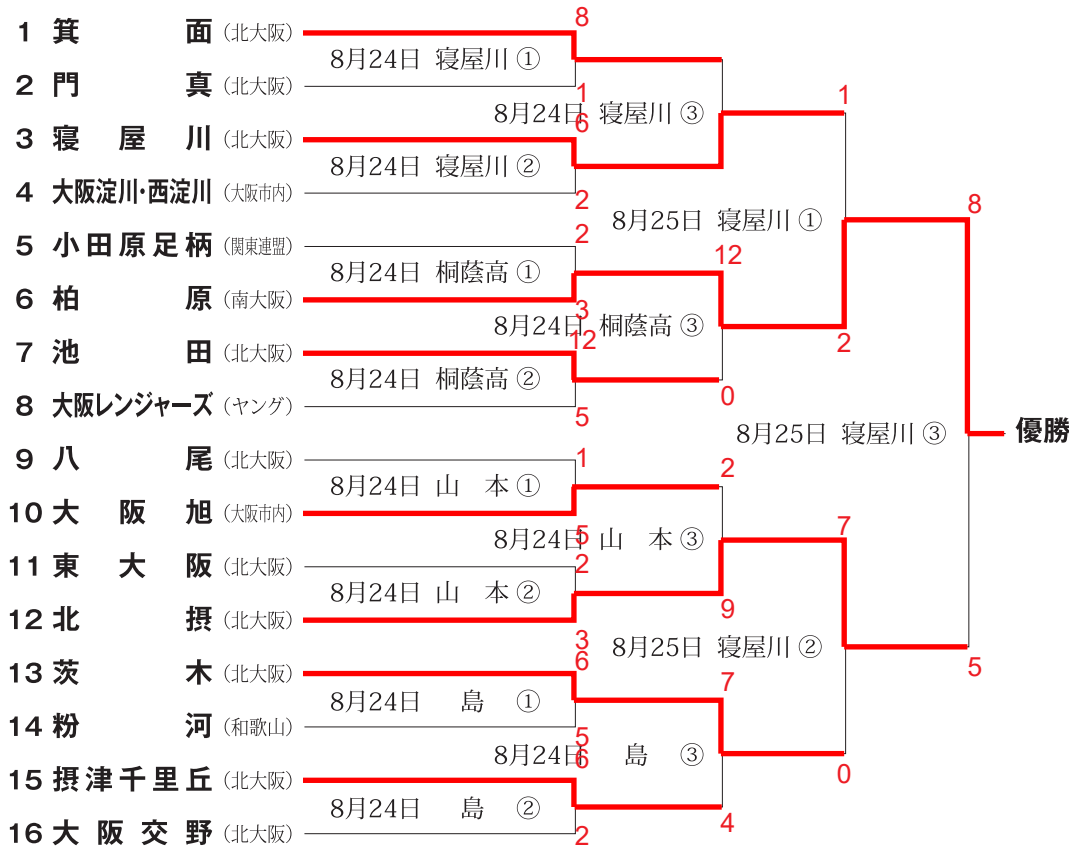 8
1 箕面 (北大阪)
8月24日 寝屋川 ①
2 門真 (北大阪)
1
1
8月24日 寝屋川 ③
6
3 寝屋川 (北大阪)
8月24日 寝屋川 ②
4 大阪淀川・西淀川 (大阪市内)
2
8
8月25日 寝屋川 ①
2
5 小田原足柄 (関東連盟)
12
8月24日 桐蔭高 ①
6 柏原 (南大阪)
3
8月24日 桐蔭高 ③
12
2
7 池田 (北大阪)
8月24日 桐蔭高 ②
0
8 大阪レンジャーズ (ヤング)
5
8月25日 寝屋川 ③
優勝
9 八尾 (北大阪)
1
2
8月24日 山本 ①
10 大阪旭 (大阪市内)
7
5
8月24日 山本 ③
11 東大阪 (北大阪)
2
8月24日 山本 ②
9
12 北摂 (北大阪)
3
8月25日 寝屋川 ②
6
5
13 茨木 (北大阪)
7
8月24日 島 ①
14 粉河 (和歌山)
5
8月24日 島 ③
6
0
15 摂津千里丘 (北大阪)
8月24日 島 ②
4
16 大阪交野 (北大阪)
2